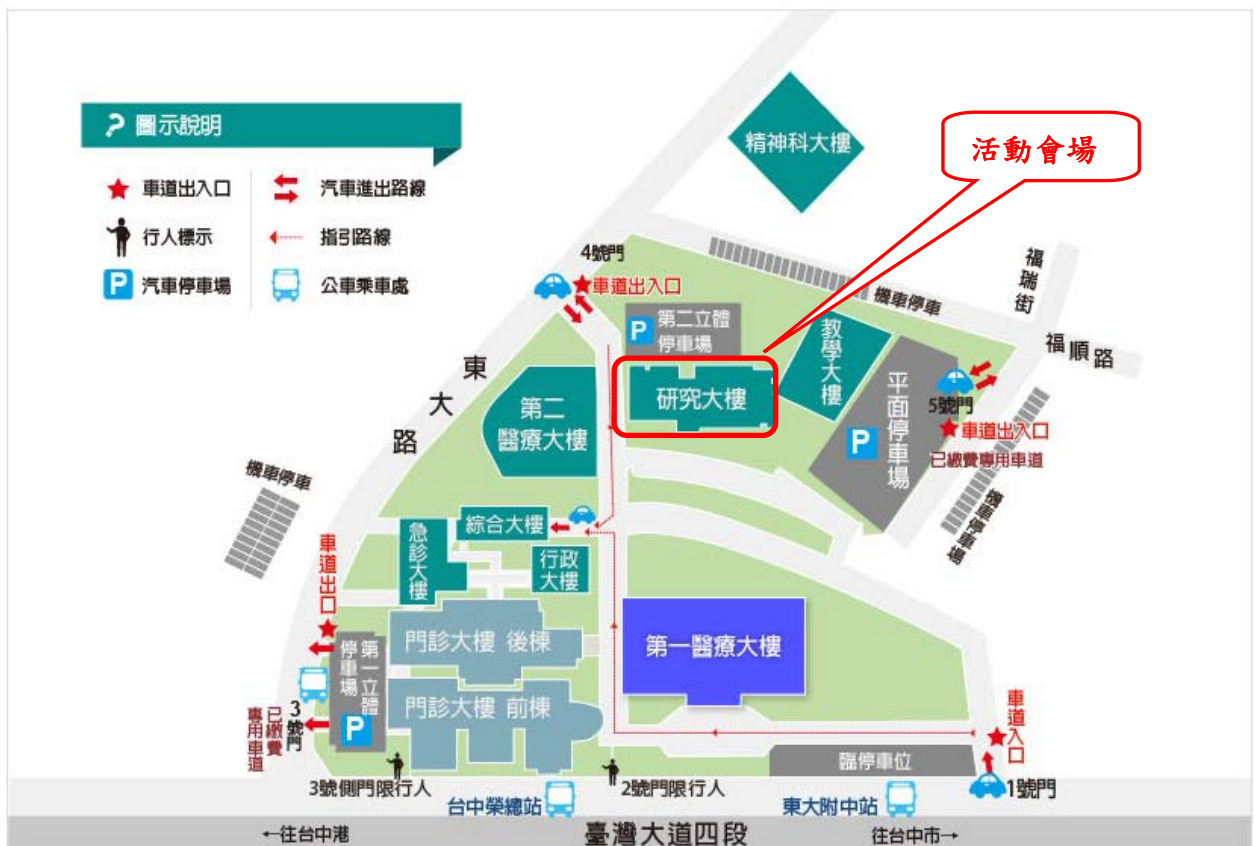 圖示說明
車道出入口
汽車進出路線
行人標示
指引路線
汽車停車場
公車乘車處
精神科大樓
活動會場
4號門
車道出入口
機車停車
福瑞街
福順路
第二立體
停車場
教學大樓
研究大樓
平面停車場
5號門
車道出入口
已繳費專用車道
機車停車場
東大路
第二
醫療大樓
機車停車
綜合大樓
急診大樓
行政
大樓
車道出口
門診大樓 後棟
第一醫療大樓
第一立體
停車場
門診大樓 前棟
3號門
已繳費
專用車道
車道入口
臨停車位
1號門
3號側門限行人
2號門限行人
台中榮總站
東大附中站
←往台中港
臺灣大道四段
往台中市→
P
P
P
P